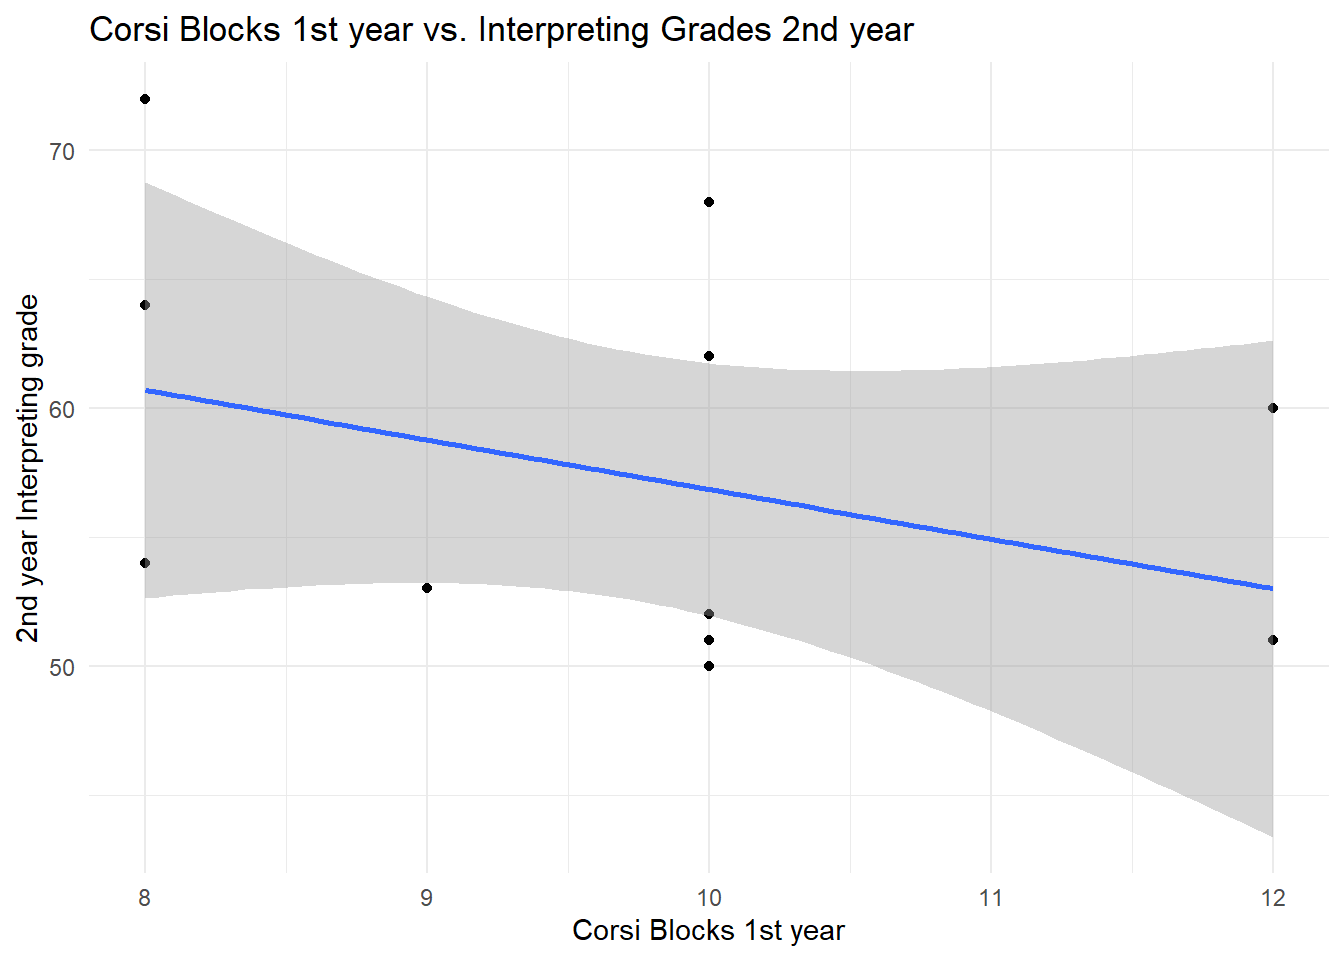 Corsi Blocks 1st year vs. Interpreting Grades 2nd year
2nd year Interpreting grade
70
60
50
8 9 10 11 12
Corsi Blocks 1st year